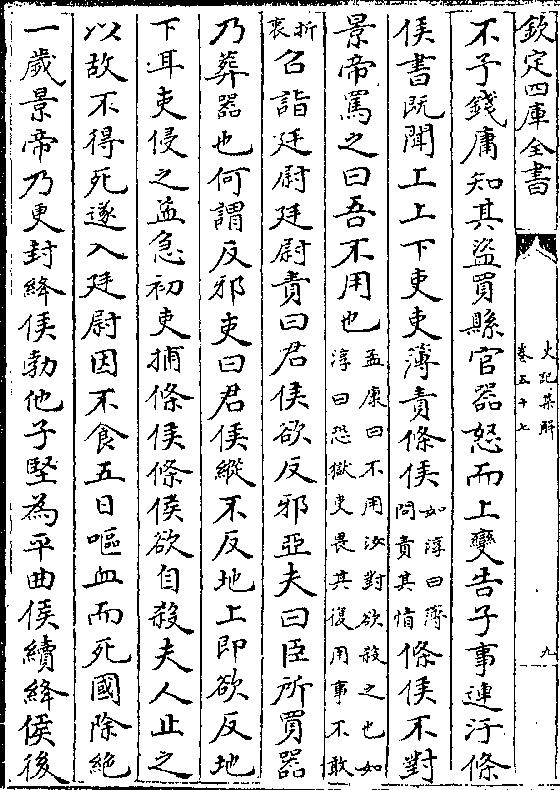 欽定四庫全書
史記集解
卷五十七
九
不予錢庸知其盜買縣官器怒而上變告子事連汙條
侯書既聞上上下吏吏薄責條侯
如淳曰薄
問責其情
條侯不對
景帝罵之曰吾不用也
孟康曰不用汝對欲殺之也如
淳曰恐獄吏畏其復用事不敢
折
衷
召詣廷尉廷尉責曰君侯欲反邪亞夫曰臣所買器
乃葬器也何謂反邪吏曰君侯縱不反地上即欲反地
下耳吏侵之益急初吏捕條侯條侯欲自殺夫人止之
以故不得死遂入廷尉因不食五日嘔血而死國除絕
一歲景帝乃更封絳侯勃他子堅為平曲侯續絳侯後